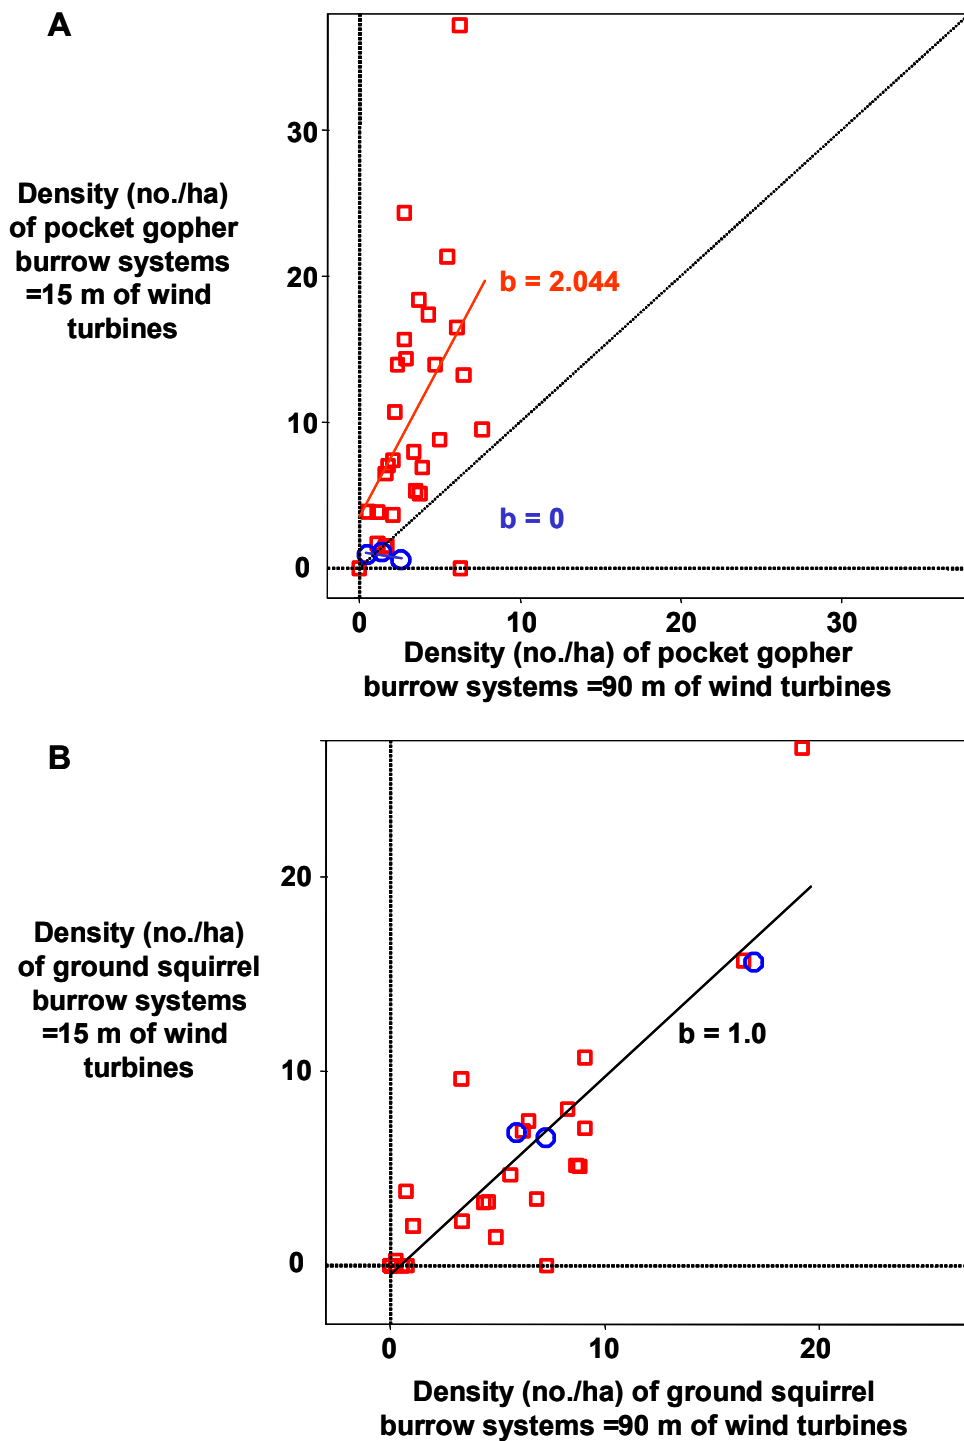 A
Density (no./ha)
of pocket gopher
burrow systems
=15 m of wind
turbines
30
20
10
0
b = 2.044
b = 0
0 10 20 30
Density (no./ha) of pocket gopher
burrow systems =90 m of wind turbines
B
Density (no./ha)
of ground squirrel
burrow systems
=15 m of wind
turbines
20
10
0
b = 1.0
0 10 20
Density (no./ha) of ground squirrel
burrow systems =90 m of wind turbines